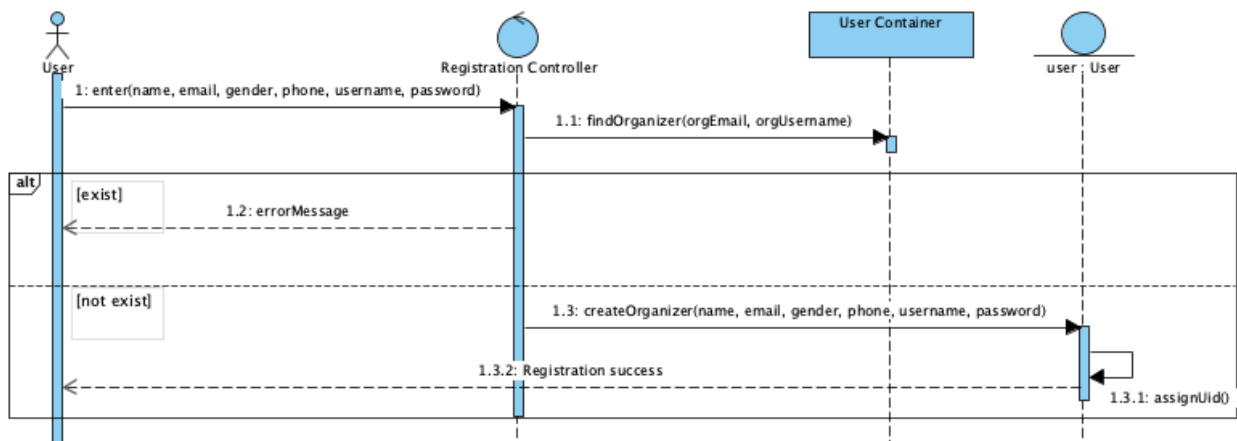 User Container
User
Registration Controller
user : User
1: enter(name, email, gender, phone, username, password)
1.1: findOrganizer(orgEmail, orgUsername)
alt
[exist]
1.2: errorMessage
[not exist]
1.3: createOrganizer(name, email, gender, phone, username, password)
1.3.2: Registration success
1.3.1: assignUid()